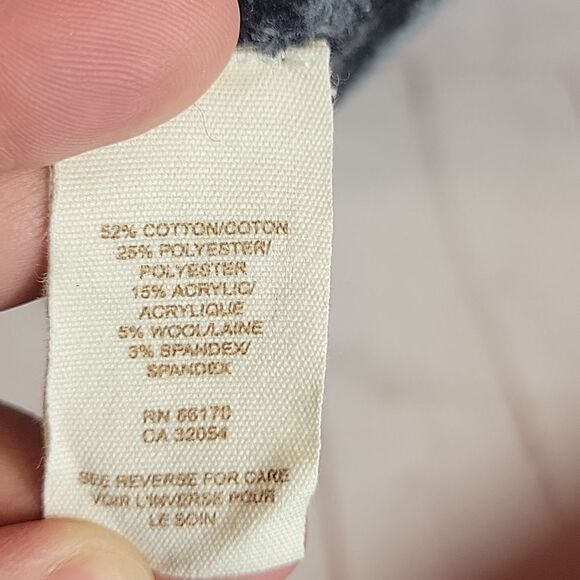 52% COTTON/COTON
25% POLYESTER/
POLYESTER
15% ACRYLIC/
ACRYLIQUE
5% WOOL/LAINE
3% SPANDEX/
SPANDEX
RN 66170
CA 32054
SEE REVERSE FOR CARE
VOIR L'INVERSE POUR
LE SOIN